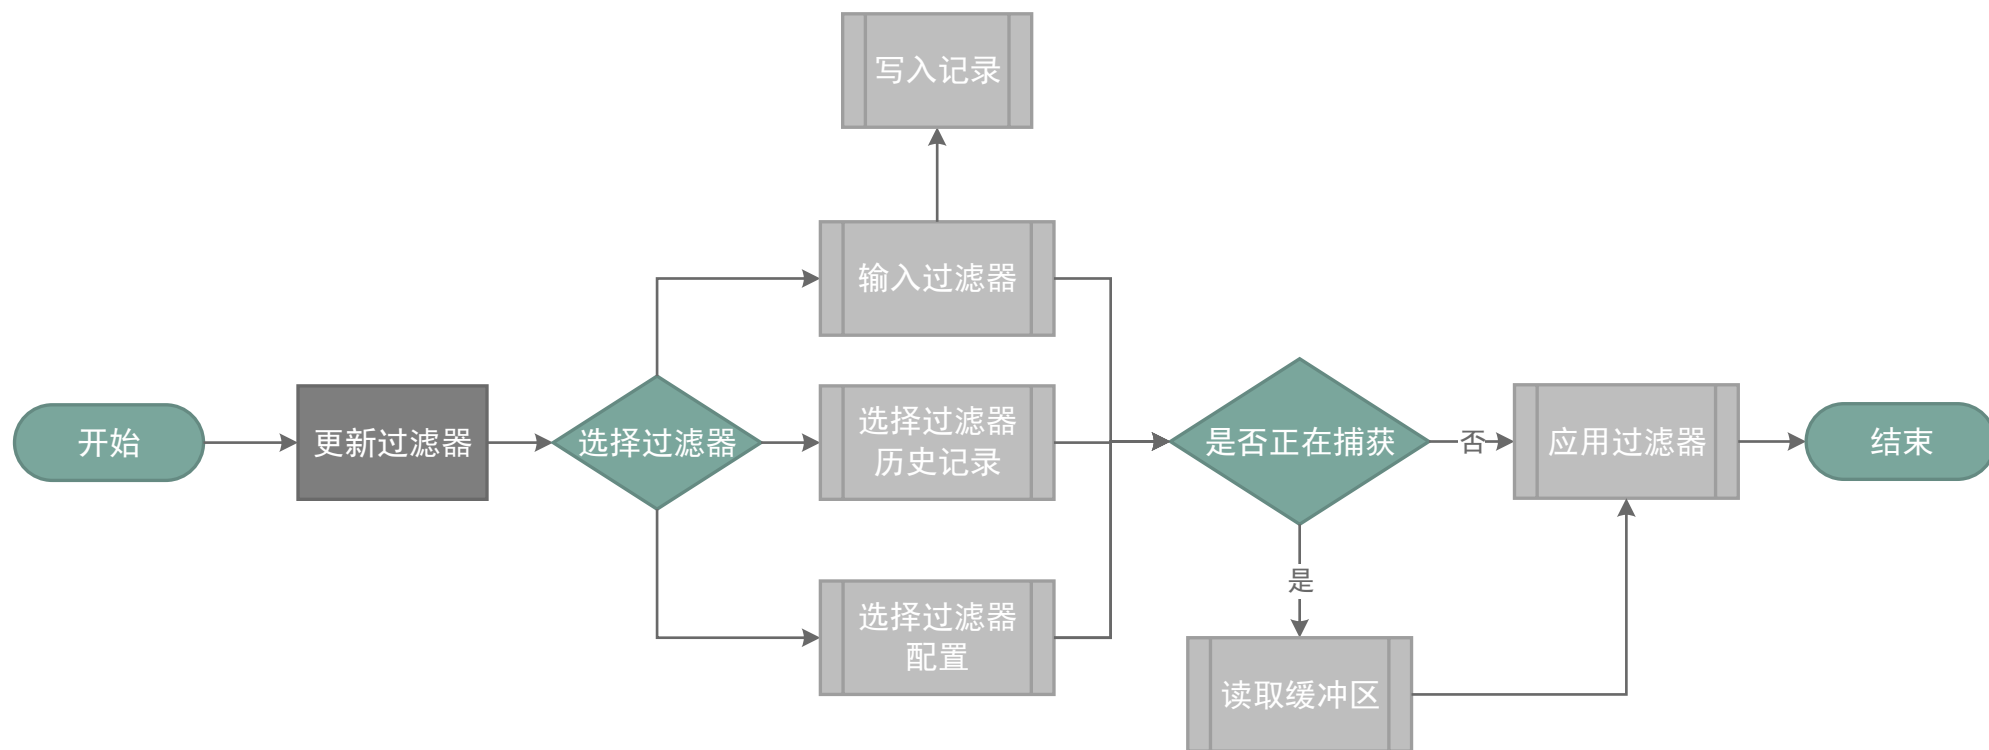 写入记录
输入过滤器
开始
更新过滤器
选择过滤器
选择过滤器
历史记录
是否正在捕获
否
应用过滤器
结束
是
选择过滤器
配置
读取缓冲区